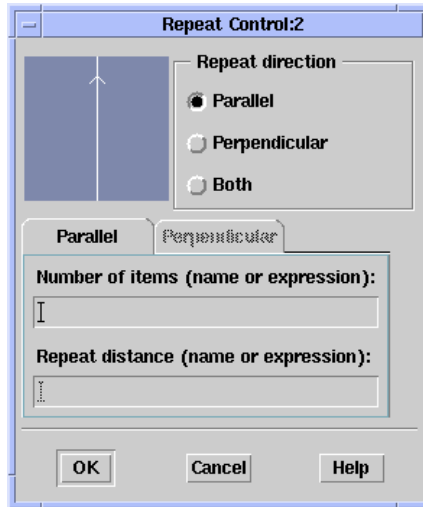 Repeat Control:2
Repeat direction
Parallel
Perpendicular
Both
Parallel Perpendicular
Number of items (name or expression):
Repeat distance (name or expression):
OK Cancel Help